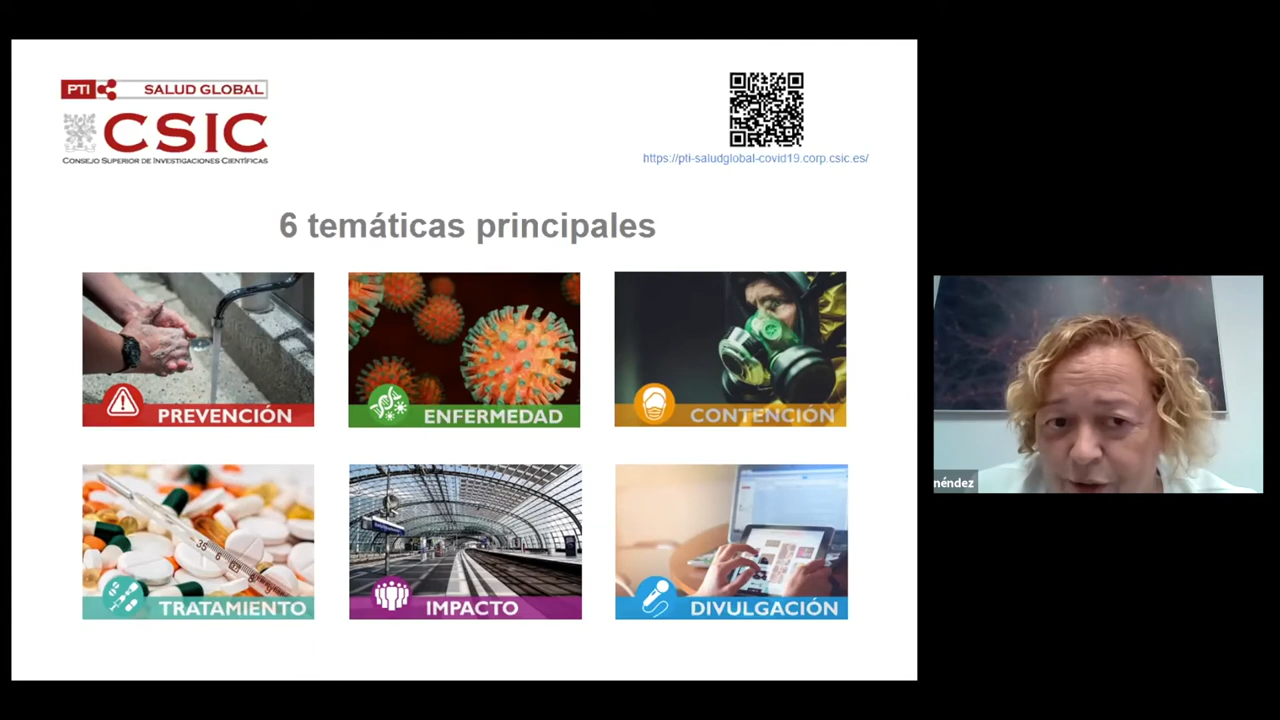 PTI SALUD GLOBAL
CSIC
CONSEJO SUPERIOR DE INVESTIGACIONES CIENTÍFICAS
https://pti-saludglobal-covid19.corp.csic.es/
6 temáticas principales
PREVENCIÓN
ENFERMEDAD
CONTENCIÓN
TRATAMIENTO
IMPACTO
DIVULGACIÓN
néndez